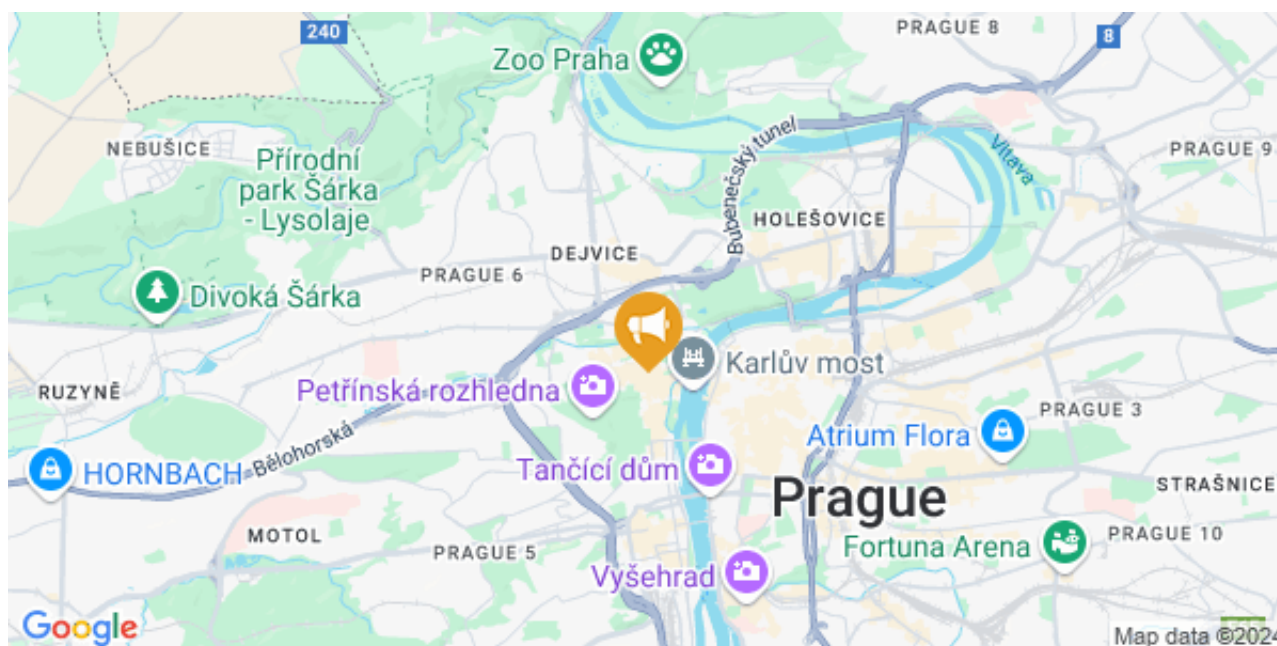 240
PRAGUE 8
8
Zoo Praha
NEBUŠICE
Přírodní
park Šárka
- Lysolaje
Bubenečský tunel
Vltava
PRAGUE 9
HOLEŠOVICE
DEJVICE
PRAGUE 6
Divoká Šárka
Karlův most
RUZYNĚ
Petřínská rozhledna
PRAGUE 3
Atrium Flora
Bělohorská
HORNBACH
Tančící dům
STRAŠNICE
Prague
MOTOL
PRAGUE 5
PRAGUE 10
Fortuna Arena
Vyšehrad
Google
Map data ©2024